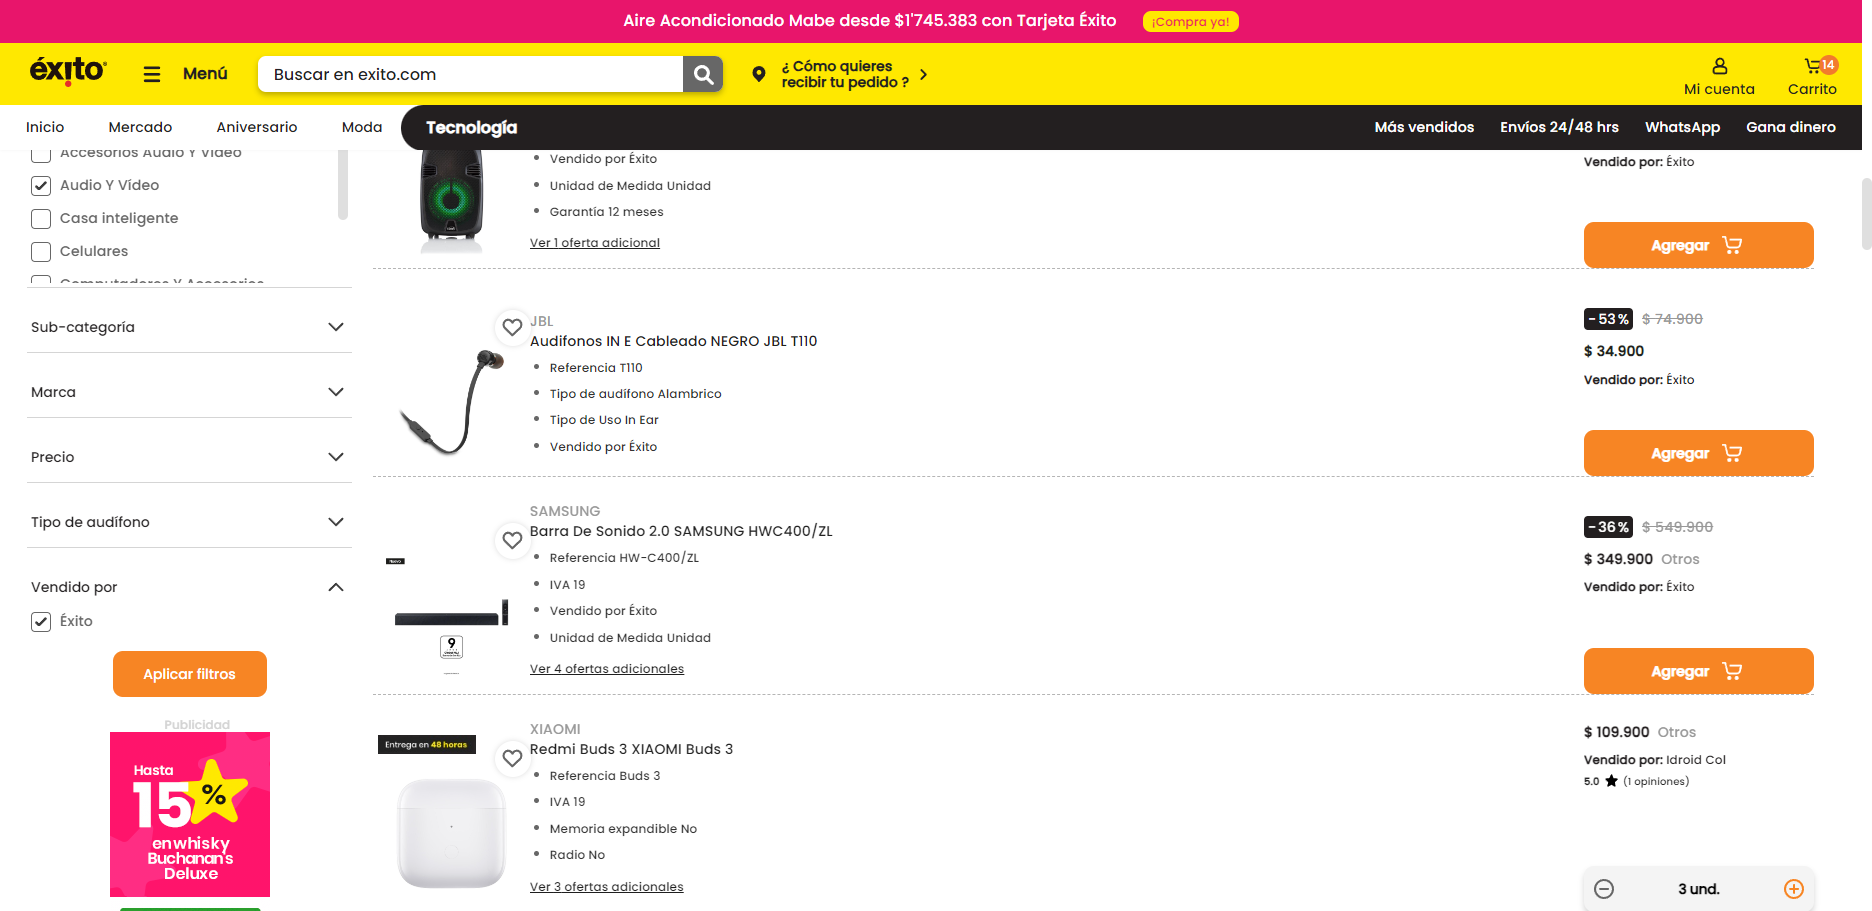 Aire Acondicionado Mabe desde $1'745.383 con Tarjeta Éxito ¡Compra ya!
éxito
Menú
Buscar en exito.com
¿ Cómo quieres
recibir tu pedido ?
Mi cuenta
14
Carrito
Inicio
Mercado
Aniversario
Moda
Tecnología
Más vendidos
Envíos 24/48 hrs
WhatsApp
Gana dinero
Accesorios Audio Y Video
Audio Y Vídeo
Casa inteligente
Celulares
Computadores Y Accesorios
Sub-categoría
Marca
Precio
Tipo de audífono
Vendido por
Éxito
Aplicar filtros
Publicidad
Hasta
15%
en whisky
Buchanan's
Deluxe
Vendido por Éxito
Unidad de Medida Unidad
Garantía 12 meses
Ver 1 oferta adicional
Vendido por: Éxito
Agregar
JBL
Audifonos IN E Cableado NEGRO JBL T110
Referencia T110
Tipo de audífono Alambrico
Tipo de Uso In Ear
Vendido por Éxito
-53% $ 74.900
$ 34.900
Vendido por: Éxito
Agregar
SAMSUNG
Barra De Sonido 2.0 SAMSUNG HWC400/ZL
Referencia HW-C400/ZL
IVA 19
Vendido por Éxito
Unidad de Medida Unidad
Ver 4 ofertas adicionales
Nuevo
9
-36% $ 549.900
$ 349.900 Otros
Vendido por: Éxito
Agregar
Entrega en 48 horas
XIAOMI
Redmi Buds 3 XIAOMI Buds 3
Referencia Buds 3
IVA 19
Memoria expandible No
Radio No
Ver 3 ofertas adicionales
$ 109.900 Otros
Vendido por: Idroid Col
5.0 ★ (1 opiniones)
3 und.